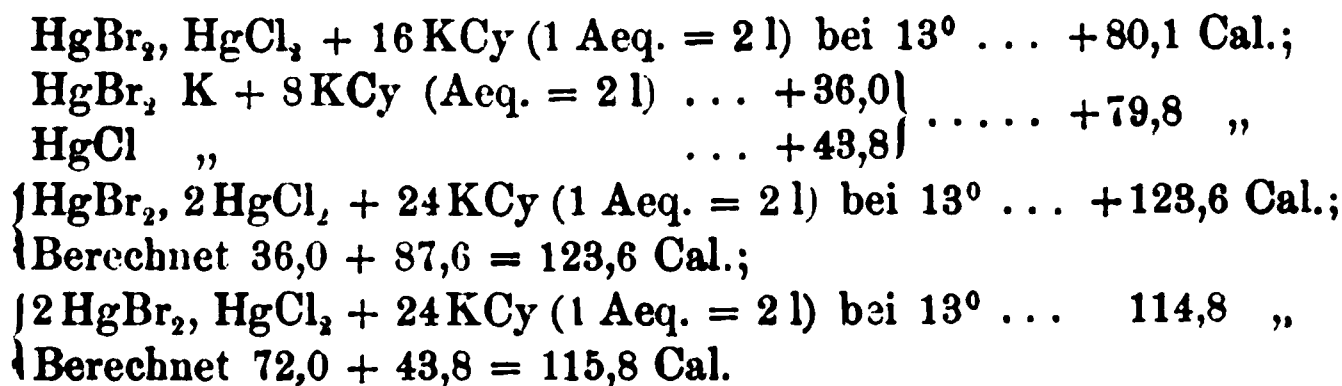 HgBr₂, HgCl₂ + 16 KCy (1 Aeq. = 2 l) bei 13⁰ ... +80,1 Cal.;
HgBr₂ K + 8 KCy (Aeq. = 2 l) ... +36,0} ..... +79,8 „
HgCl „ ... +43,8}
{HgBr₂, 2 HgCl₂ + 24 KCy (1 Aeq. = 2 l) bei 13⁰ ... +123,6 Cal.;
{Berechnet 36,0 + 87,6 = 123,6 Cal.;
{2 HgBr₂, HgCl₂ + 24 KCy (1 Aeq. = 2 l) bei 13⁰ ... 114,8 „
{Berechnet 72,0 + 43,8 = 115,8 Cal.